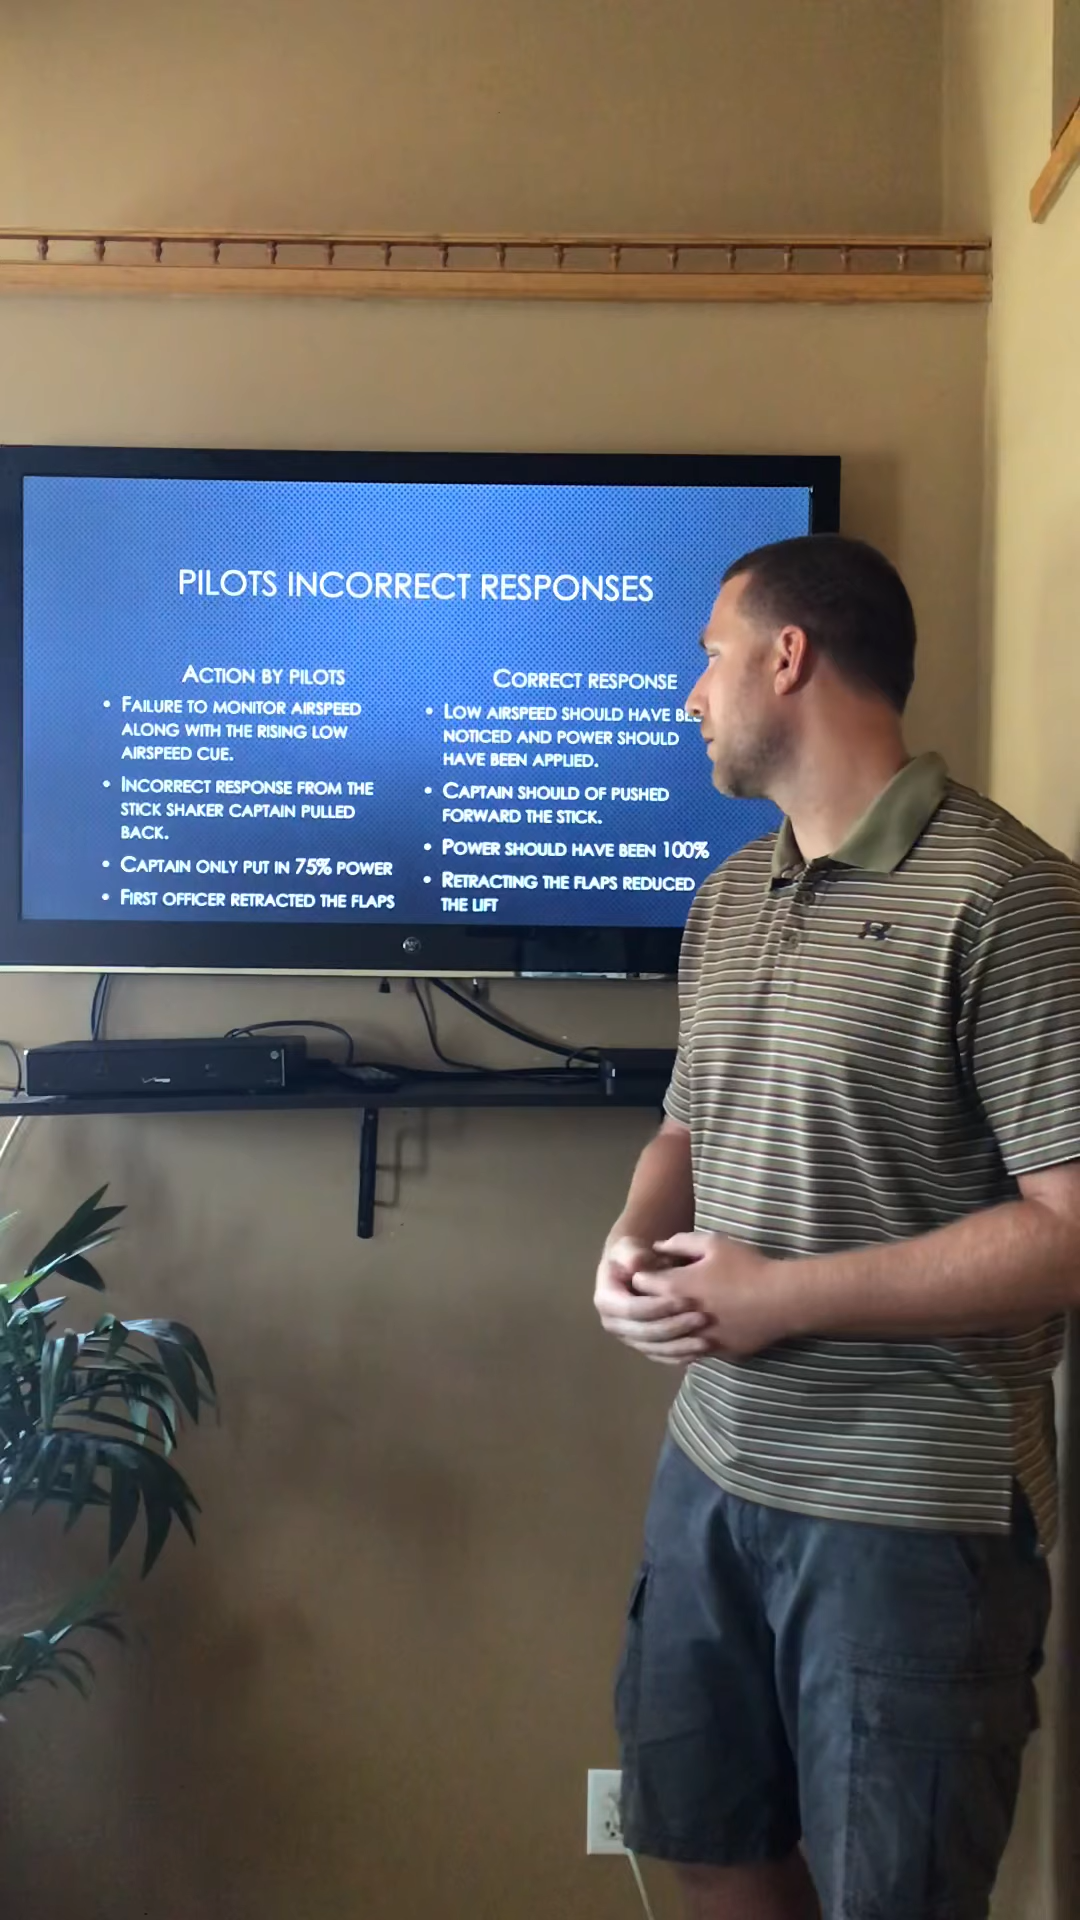 PILOTS INCORRECT RESPONSES
ACTION BY PILOTS
• FAILURE TO MONITOR AIRSPEED
ALONG WITH THE RISING LOW
AIRSPEED CUE.
• INCORRECT RESPONSE FROM THE
STICK SHAKER CAPTAIN PULLED
BACK.
• CAPTAIN ONLY PUT IN 75% POWER
• FIRST OFFICER RETRACTED THE FLAPS
CORRECT RESPONSE
• LOW AIRSPEED SHOULD HAVE
NOTICED AND POWER SHOULD
HAVE BEEN APPLIED.
• CAPTAIN SHOULD OF PUSHED
FORWARD THE STICK.
• POWER SHOULD HAVE BEEN 100%
• RETRACTING THE FLAPS REDUCED
THE LIFT